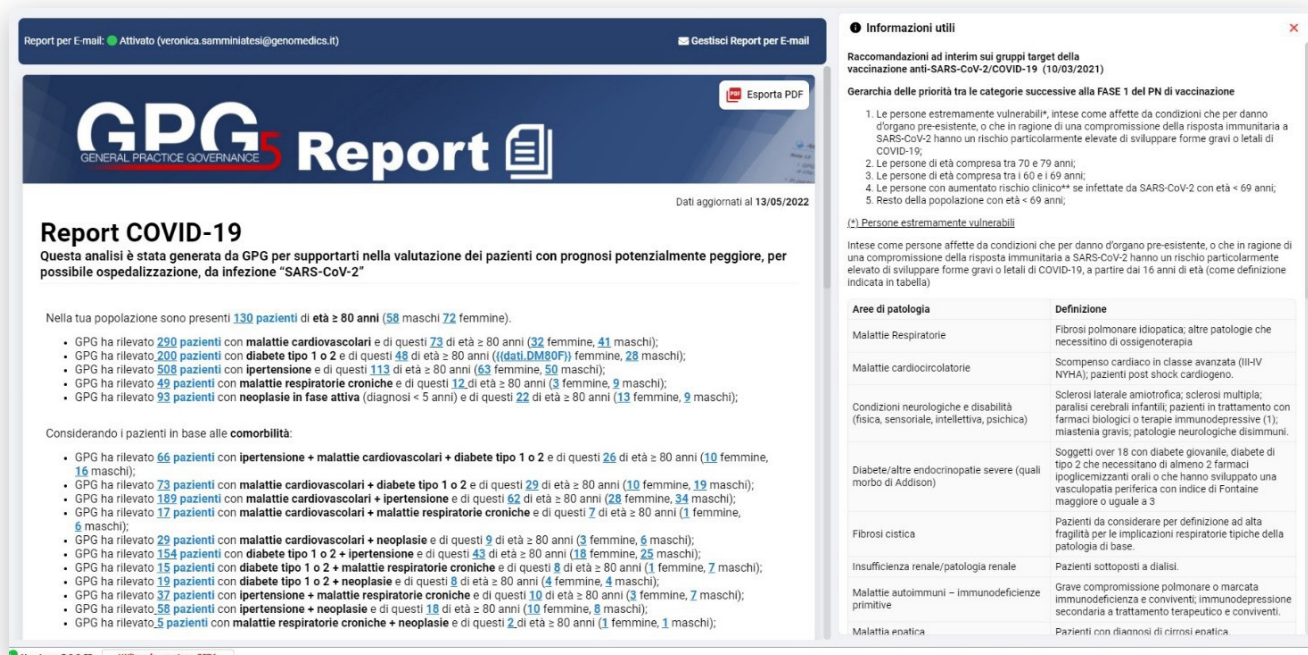 Report per E-mail: Attivato (veronica.samminiatesi@genomedics.it)
Gestisci Report per E-mail
Esporta PDF
GPG5 Report
GENERAL PRACTICE GOVERNANCE
Dati aggiornati al 13/05/2022
Report COVID-19
Questa analisi è stata generata da GPG per supportarti nella valutazione dei pazienti con prognosi potenzialmente peggiore, per
possibile ospedalizzazione, da infezione “SARS-CoV-2”
Nella tua popolazione sono presenti 130 pazienti di età ≥ 80 anni (58 maschi 72 femmine).
• GPG ha rilevato 290 pazienti con malattie cardiovascolari e di questi 73 di età ≥ 80 anni (32 femmine, 41 maschi);
• GPG ha rilevato 200 pazienti con diabete tipo 1 o 2 e di questi 48 di età ≥ 80 anni ({{dati.DM80F}} femmine, 28 maschi);
• GPG ha rilevato 508 pazienti con ipertensione e di questi 113 di età ≥ 80 anni (63 femmine, 50 maschi);
• GPG ha rilevato 49 pazienti con malattie respiratorie croniche e di questi 12 di età ≥ 80 anni (3 femmine, 9 maschi);
• GPG ha rilevato 93 pazienti con neoplasie in fase attiva (diagnosi < 5 anni) e di questi 22 di età ≥ 80 anni (13 femmine, 9 maschi);
Considerando i pazienti in base alle comorbilità:
• GPG ha rilevato 66 pazienti con ipertensione + malattie cardiovascolari + diabete tipo 1 o 2 e di questi 26 di età ≥ 80 anni (10 femmine,
16 maschi);
• GPG ha rilevato 73 pazienti con malattie cardiovascolari + diabete tipo 1 o 2 e di questi 29 di età ≥ 80 anni (10 femmine, 19 maschi);
• GPG ha rilevato 189 pazienti con malattie cardiovascolari + ipertensione e di questi 62 di età ≥ 80 anni (28 femmine, 34 maschi);
• GPG ha rilevato 17 pazienti con malattie cardiovascolari + malattie respiratorie croniche e di questi 7 di età ≥ 80 anni (1 femmine,
6 maschi);
• GPG ha rilevato 29 pazienti con malattie cardiovascolari + neoplasie e di questi 9 di età ≥ 80 anni (3 femmine, 6 maschi);
• GPG ha rilevato 154 pazienti con diabete tipo 1 o 2 + ipertensione e di questi 43 di età ≥ 80 anni (18 femmine, 25 maschi);
• GPG ha rilevato 15 pazienti con diabete tipo 1 o 2 + malattie respiratorie croniche e di questi 8 di età ≥ 80 anni (1 femmine, 7 maschi);
• GPG ha rilevato 19 pazienti con diabete tipo 1 o 2 + neoplasie e di questi 8 di età ≥ 80 anni (4 femmine, 4 maschi);
• GPG ha rilevato 37 pazienti con ipertensione + malattie respiratorie croniche e di questi 10 di età ≥ 80 anni (3 femmine, 7 maschi);
• GPG ha rilevato 58 pazienti con ipertensione + neoplasie e di questi 18 di età ≥ 80 anni (10 femmine, 8 maschi);
• GPG ha rilevato 5 pazienti con malattie respiratorie croniche + neoplasie e di questi 2 di età ≥ 80 anni (1 femmine, 1 maschi);
Informazioni utili
Raccomandazioni ad interim sui gruppi target della
vaccinazione anti-SARS-CoV-2/COVID-19 (10/03/2021)
Gerarchia delle priorità tra le categorie successive alla FASE 1 del PN di vaccinazione
1. Le persone estremamente vulnerabili*, intese come affette da condizioni che per danno
d'organo pre-esistente, o che in ragione di una compromissione della risposta immunitaria a
SARS-CoV-2 hanno un rischio particolarmente elevate di sviluppare forme gravi o letali di
COVID-19;
2. Le persone di età compresa tra 70 e 79 anni;
3. Le persone di età compresa tra i 60 e i 69 anni;
4. Le persone con aumentato rischio clinico** se infettate da SARS-CoV-2 con età < 69 anni;
5. Resto della popolazione con età < 69 anni;
(*) Persone estremamente vulnerabili
Intese come persone affette da condizioni che per danno d'organo pre-esistente, o che in ragione di
una compromissione della risposta immunitaria a SARS-CoV-2 hanno un rischio particolarmente
elevato di sviluppare forme gravi o letali di COVID-19, a partire dai 16 anni di età (come definizione
indicata in tabella)
Aree di patologia Definizione
Malattie Respiratorie
Fibrosi polmonare idiopatica; altre patologie che
necessitino di ossigenoterapia
Malattie cardiocircolatorie
Scompenso cardiaco in classe avanzata (III-IV
NYHA); pazienti post shock cardiogeno.
Condizioni neurologiche e disabilità
(fisica, sensoriale, intellettiva, psichica)
Sclerosi laterale amiotrofica; sclerosi multipla;
paralisi cerebrali infantili; pazienti in trattamento con
farmaci biologici o terapie immunodepressive (1);
miastenia gravis; patologie neurologiche disimmuni.
Diabete/altre endocrinopatie severe (quali
morbo di Addison)
Soggetti over 18 con diabete giovanile, diabete di
tipo 2 che necessitano di almeno 2 farmaci
ipoglicemizzanti orali o che hanno sviluppato una
vasculopatia periferica con indice di Fontaine
maggiore o uguale a 3
Fibrosi cistica
Pazienti da considerare per definizione ad alta
fragilità per le implicazioni respiratorie tipiche della
patologia di base.
Insufficienza renale/patologia renale
Pazienti sottoposti a dialisi.
Malattie autoimmuni – immunodeficienze
primitive
Grave compromissione polmonare o marcata
immunodeficienza e conviventi; immunodepressione
secondaria a trattamento terapeutico e conviventi.
Malattia epatica
Pazienti con diagnosi di cirrosi epatica.